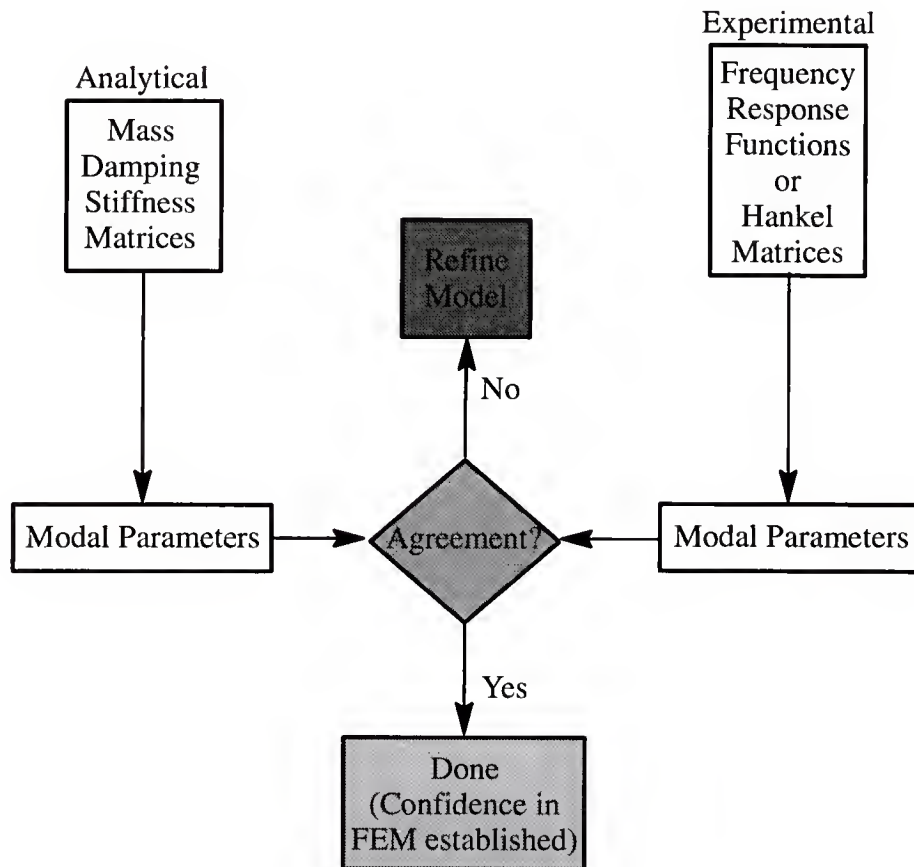 Analytical
Mass
Damping
Stiffness
Matrices
Experimental
Frequency
Response
Functions
or
Hankel
Matrices
Refine
Model
No
Modal Parameters
Agreement?
Modal Parameters
Yes
Done
(Confidence in
FEM established)